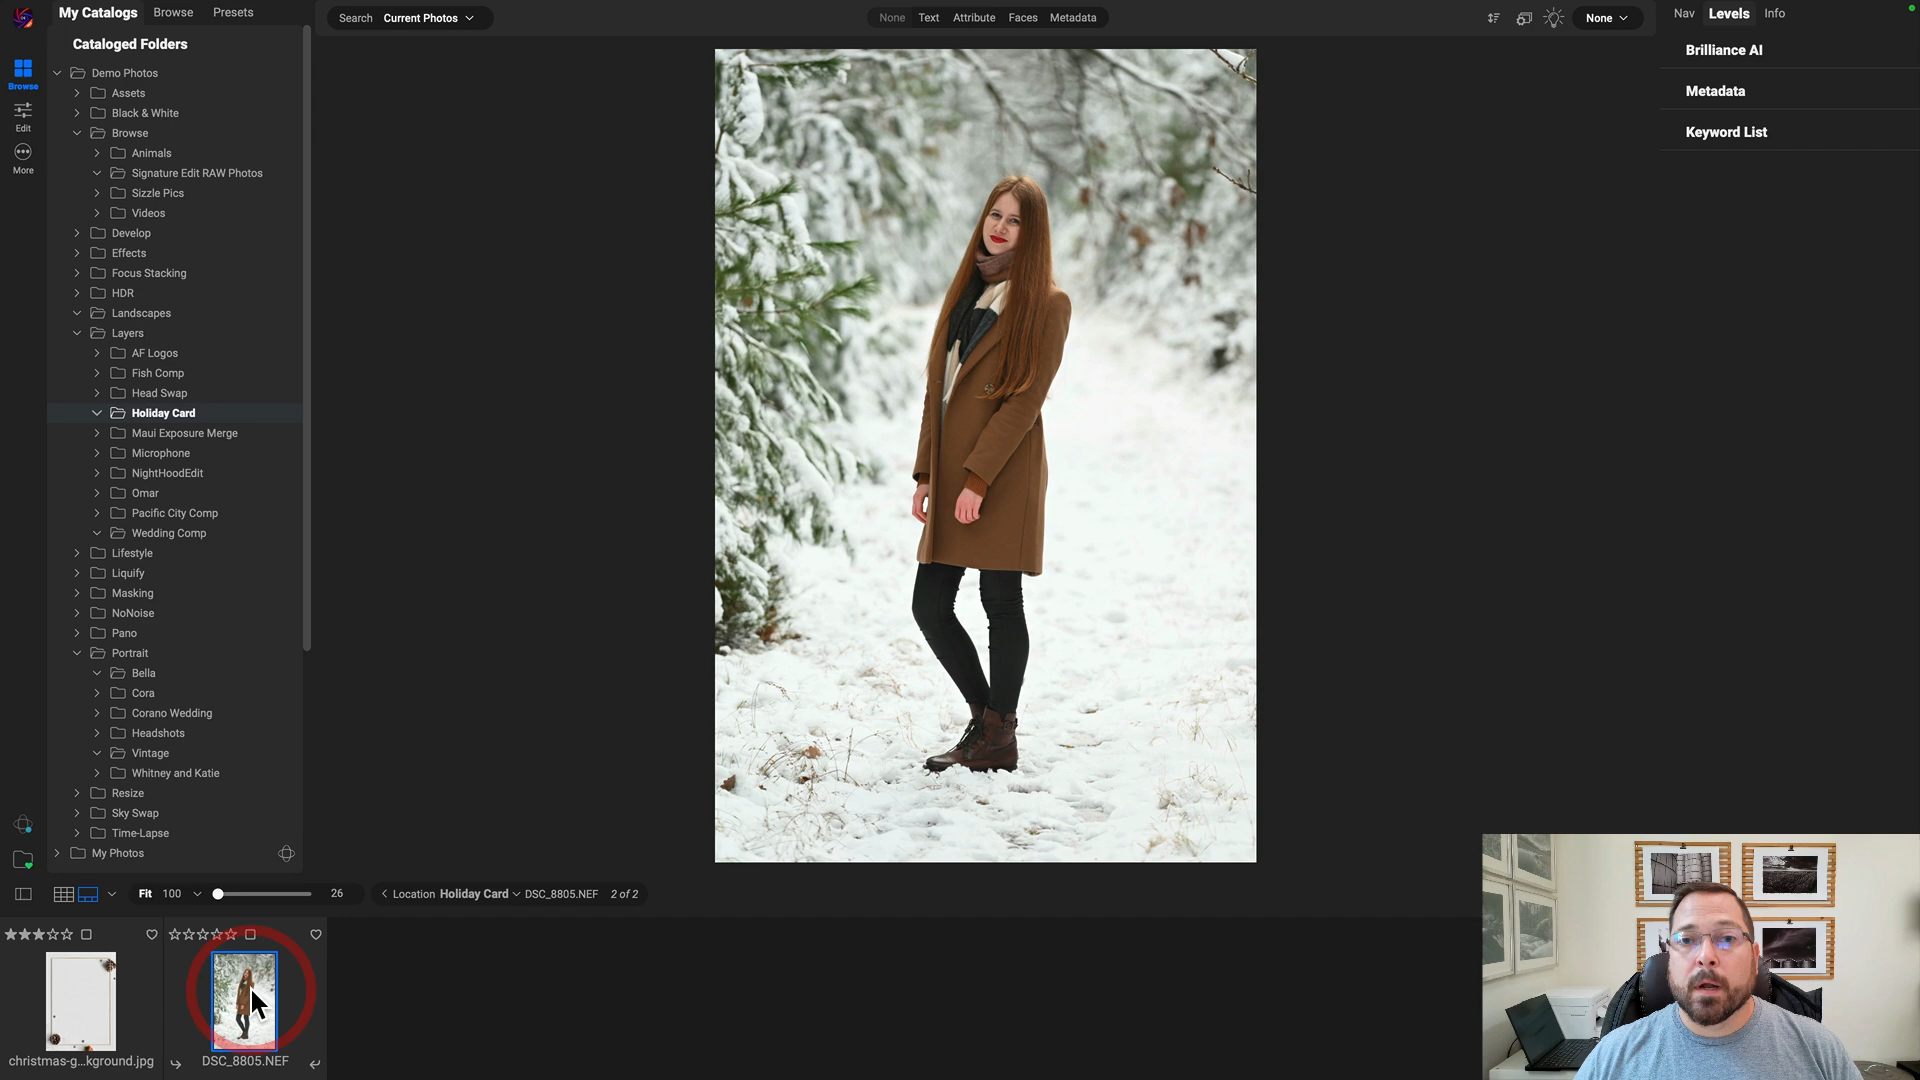 My Catalogs Browse Presets
Search Current Photos
None Text Attribute Faces Metadata
None
Nav Levels Info
Cataloged Folders
Brilliance AI
Metadata
Keyword List
Browse
Edit
More
Demo Photos
Assets
Black & White
Browse
Animals
Signature Edit RAW Photos
Sizzle Pics
Videos
Develop
Effects
Focus Stacking
HDR
Landscapes
Layers
AF Logos
Fish Comp
Head Swap
Holiday Card
Maui Exposure Merge
Microphone
NightHoodEdit
Omar
Pacific City Comp
Wedding Comp
Lifestyle
Liquify
Masking
NoNoise
Pano
Portrait
Bella
Cora
Corano Wedding
Headshots
Vintage
Whitney and Katie
Resize
Sky Swap
Time-Lapse
My Photos
Fit 100 26 Location Holiday Card DSC_8805.NEF 2 of 2
christmas-g...kground.jpg DSC_8805.NEF